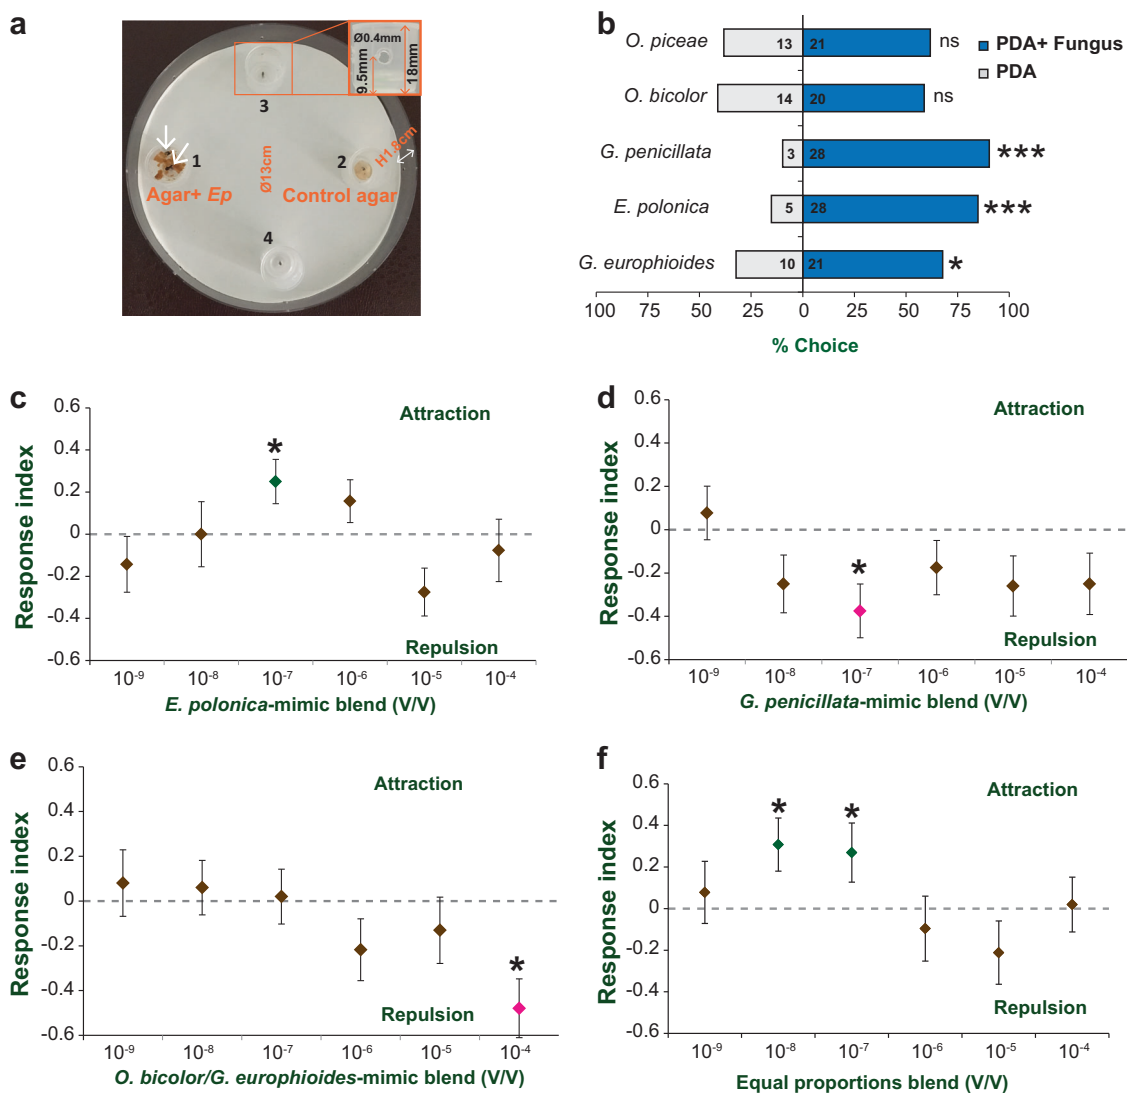 a
Ø0.4mm
9.5mm
18mm
3
1
2
H1.8cm
Ø13cm
Agar+ Ep
Control agar
4
b
O. piceae
13
21
ns
PDA+ Fungus
PDA
O. bicolor
14
20
ns
G. penicillata
3
28
***
E. polonica
5
28
***
G. europhioides
10
21
*
100
75
50
25
0
25
50
75
100
% Choice
c
Response index
0.6
0.4
0.2
0
-0.2
-0.4
-0.6
Attraction
*
Repulsion
10⁻⁹
10⁻⁸
10⁻⁷
10⁻⁶
10⁻⁵
10⁻⁴
E. polonica-mimic blend (V/V)
d
Response index
0.6
0.4
0.2
0
-0.2
-0.4
-0.6
Attraction
*
Repulsion
10⁻⁹
10⁻⁸
10⁻⁷
10⁻⁶
10⁻⁵
10⁻⁴
G. penicillata-mimic blend (V/V)
e
Response index
0.6
0.4
0.2
0
-0.2
-0.4
-0.6
Attraction
*
Repulsion
10⁻⁹
10⁻⁸
10⁻⁷
10⁻⁶
10⁻⁵
10⁻⁴
O. bicolor/G. europhioides-mimic blend (V/V)
f
Response index
0.6
0.4
0.2
0
-0.2
-0.4
-0.6
Attraction
*
*
Repulsion
10⁻⁹
10⁻⁸
10⁻⁷
10⁻⁶
10⁻⁵
10⁻⁴
Equal proportions blend (V/V)